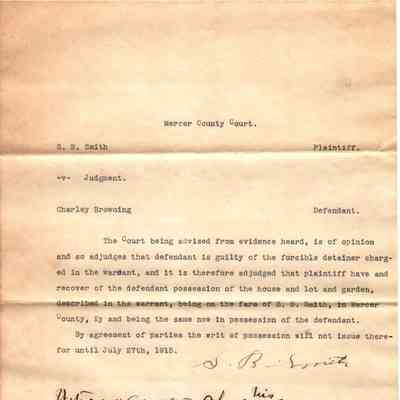 Mercer County Court.
S. B. Smith Plaintiff.
-v- Judgment.
Charley Browning Defendant.
The Court being advised from evidence heard, is of opinion
and so adjudges that defendant is guilty of the forcible detainer charg-
ed in the warrant, and it is therefore adjudged that plaintiff have and
recover of the defendant possession of the house and lot and garden,
described in the warrant, being on the farm of S. B. Smith, in Mercer
County, Ky and being the same now in possession of the defendant.
By agreement of parties the writ of possession will not issue there-
for until July 27th, 1915.
S. B. Smith
his